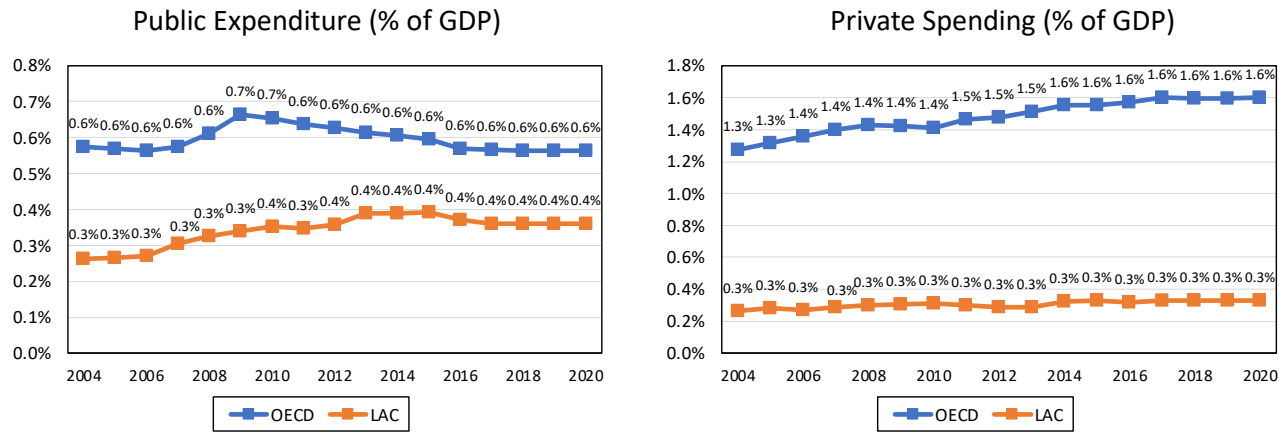 Public Expenditure (% of GDP)
0.8%
0.7%
0.6%
0.5%
0.4%
0.3%
0.2%
0.1%
0.0%
0.6% 0.6% 0.6% 0.6% 0.6% 0.7% 0.7% 0.6% 0.6% 0.6% 0.6% 0.6% 0.6% 0.6% 0.6% 0.6% 0.6%
0.3% 0.3% 0.3% 0.3% 0.3% 0.3% 0.4% 0.3% 0.4% 0.4% 0.4% 0.4% 0.4% 0.4% 0.4% 0.4% 0.4%
2004 2006 2008 2010 2012 2014 2016 2018 2020
OECD LAC
Private Spending (% of GDP)
1.8%
1.6%
1.4%
1.2%
1.0%
0.8%
0.6%
0.4%
0.2%
0.0%
1.3% 1.3% 1.4% 1.4% 1.4% 1.4% 1.4% 1.5% 1.5% 1.5% 1.6% 1.6% 1.6% 1.6% 1.6% 1.6% 1.6%
0.3% 0.3% 0.3% 0.3% 0.3% 0.3% 0.3% 0.3% 0.3% 0.3% 0.3% 0.3% 0.3% 0.3% 0.3% 0.3% 0.3%
2004 2006 2008 2010 2012 2014 2016 2018 2020
OECD LAC